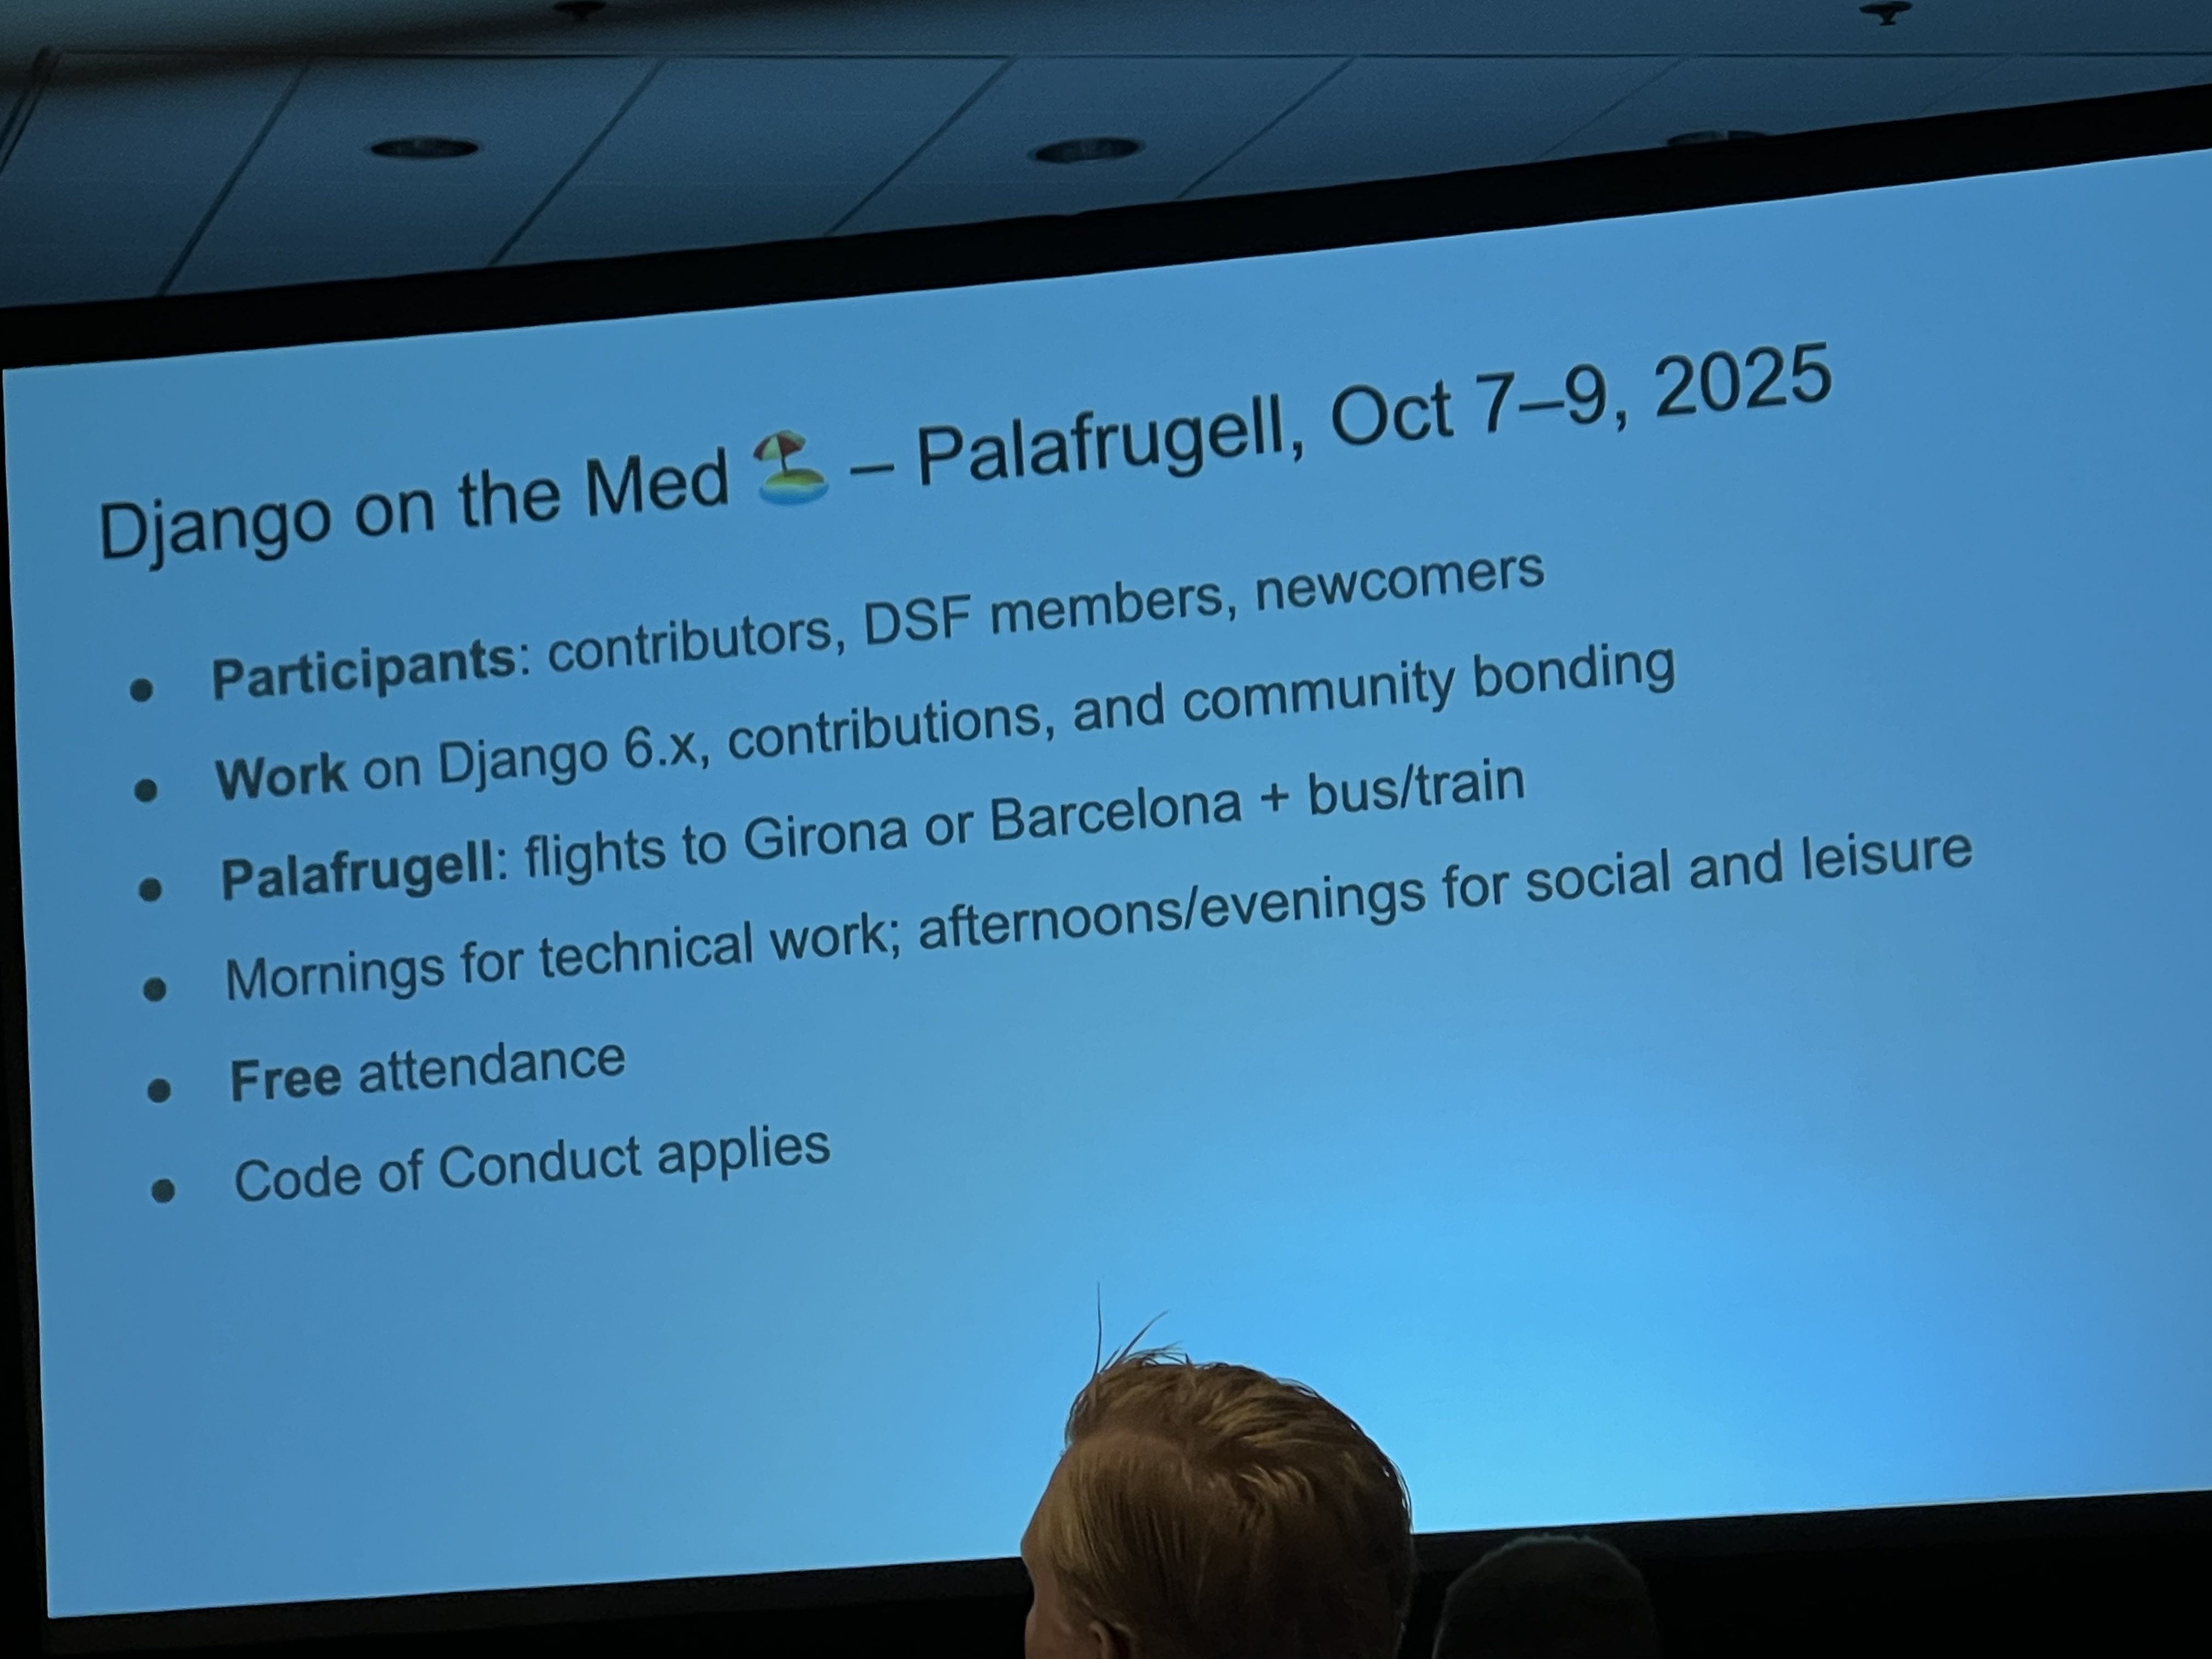 Django on the Med 🏖️ – Palafrugell, Oct 7–9, 2025
● Participants: contributors, DSF members, newcomers
● Work on Django 6.x, contributions, and community bonding
● Palafrugell: flights to Girona or Barcelona + bus/train
● Mornings for technical work; afternoons/evenings for social and leisure
● Free attendance
● Code of Conduct applies